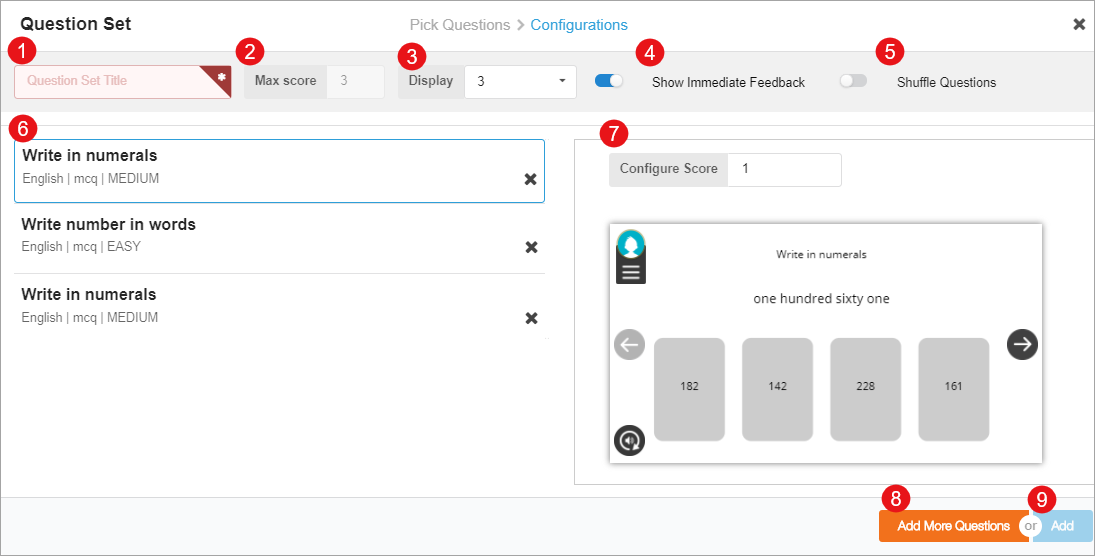 Question Set
Pick Questions > Configurations
1
2
3
4
5
Question Set Title *
Max score 3
Display 3
Show Immediate Feedback
Shuffle Questions
6
Write in numerals
English | mcq | MEDIUM
Write number in words
English | mcq | EASY
Write in numerals
English | mcq | MEDIUM
7
Configure Score 1
Write in numerals
one hundred sixty one
182 142 228 161
8
9
Add More Questions or Add